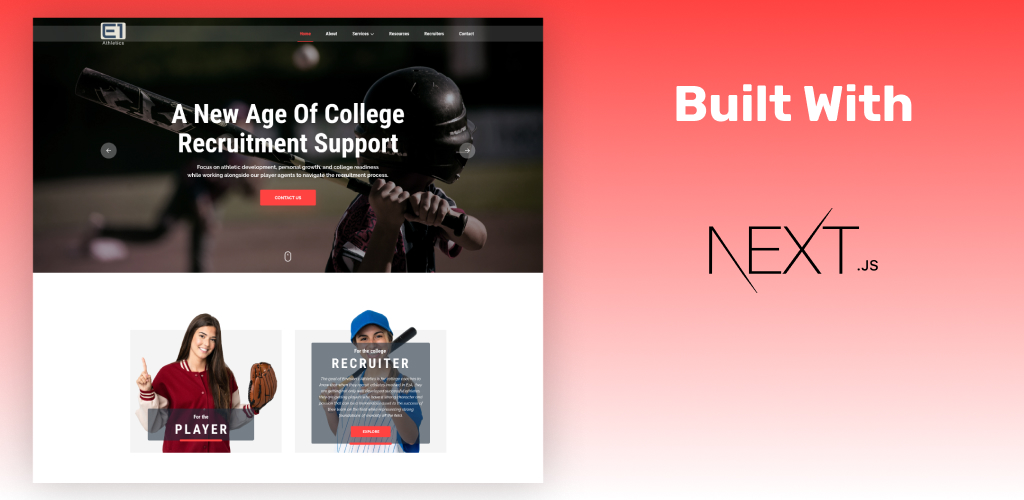 E1
Athletics
Home About Services Resources Recruiters Contact
A New Age Of College
Recruitment Support
Focus on athletic development, personal growth, and college readiness
while working alongside our player agents to navigate the recruitment process.
CONTACT US
For the
PLAYER
For the college
RECRUITER
EXPLORE
Built With
NEXT.JS